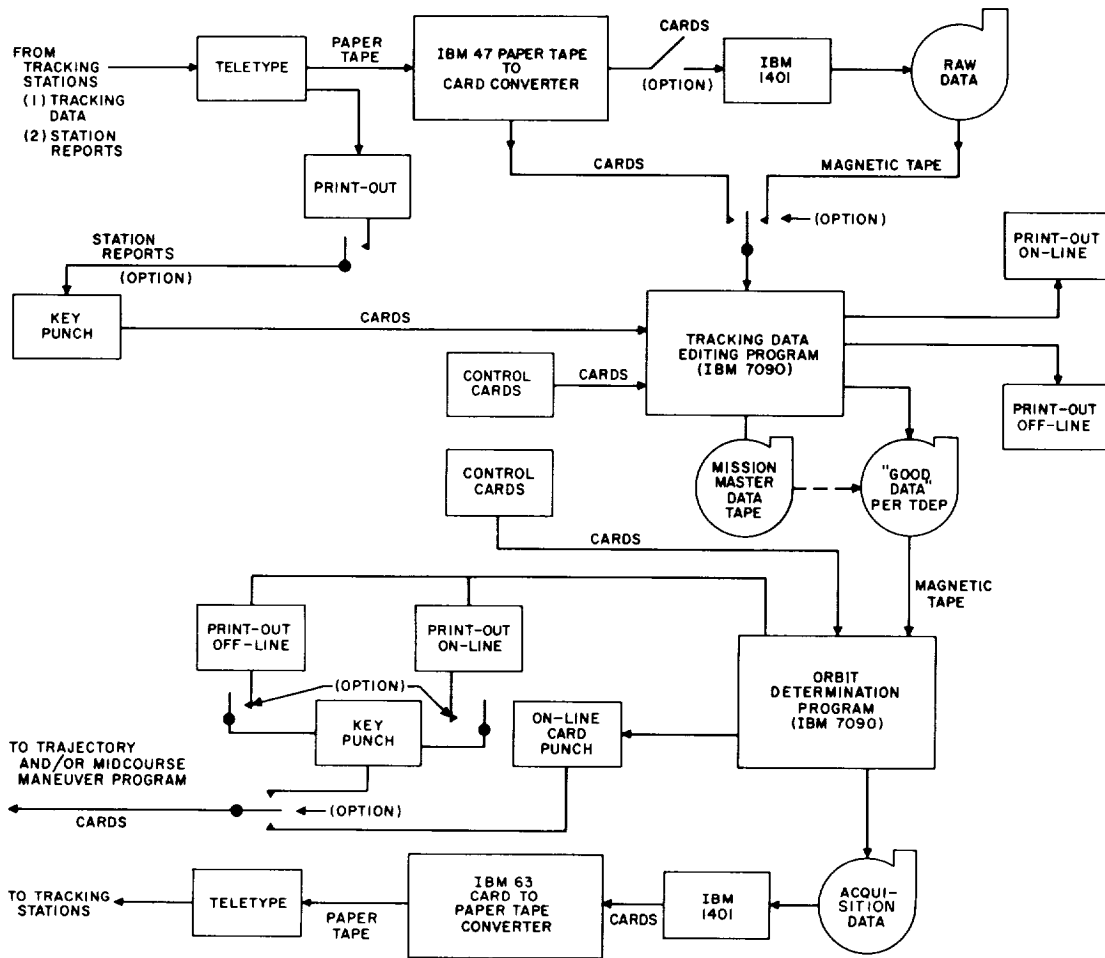 FROM
TRACKING
STATIONS
(1) TRACKING
DATA
(2) STATION
REPORTS
TELETYPE
PAPER
TAPE
IBM 47 PAPER TAPE
TO
CARD CONVERTER
CARDS
(OPTION)
IBM
1401
RAW
DATA
PRINT-OUT
CARDS
MAGNETIC TAPE
(OPTION)
STATION
REPORTS
(OPTION)
KEY
PUNCH
CARDS
TRACKING DATA
EDITING PROGRAM
(IBM 7090)
PRINT-OUT
ON-LINE
PRINT-OUT
OFF-LINE
CONTROL
CARDS
CARDS
CONTROL
CARDS
MISSION
MASTER
DATA
TAPE
"GOOD
DATA"
PER TDEP
CARDS
MAGNETIC
TAPE
PRINT-OUT
OFF-LINE
PRINT-OUT
ON-LINE
(OPTION)
KEY
PUNCH
ON-LINE
CARD
PUNCH
ORBIT
DETERMINATION
PROGRAM
(IBM 7090)
TO TRAJECTORY
AND/OR MIDCOURSE
MANEUVER PROGRAM
CARDS
(OPTION)
TO TRACKING
STATIONS
TELETYPE
PAPER
TAPE
IBM 63
CARD TO
PAPER TAPE
CONVERTER
CARDS
IBM
1401
ACQUI-
SITION
DATA